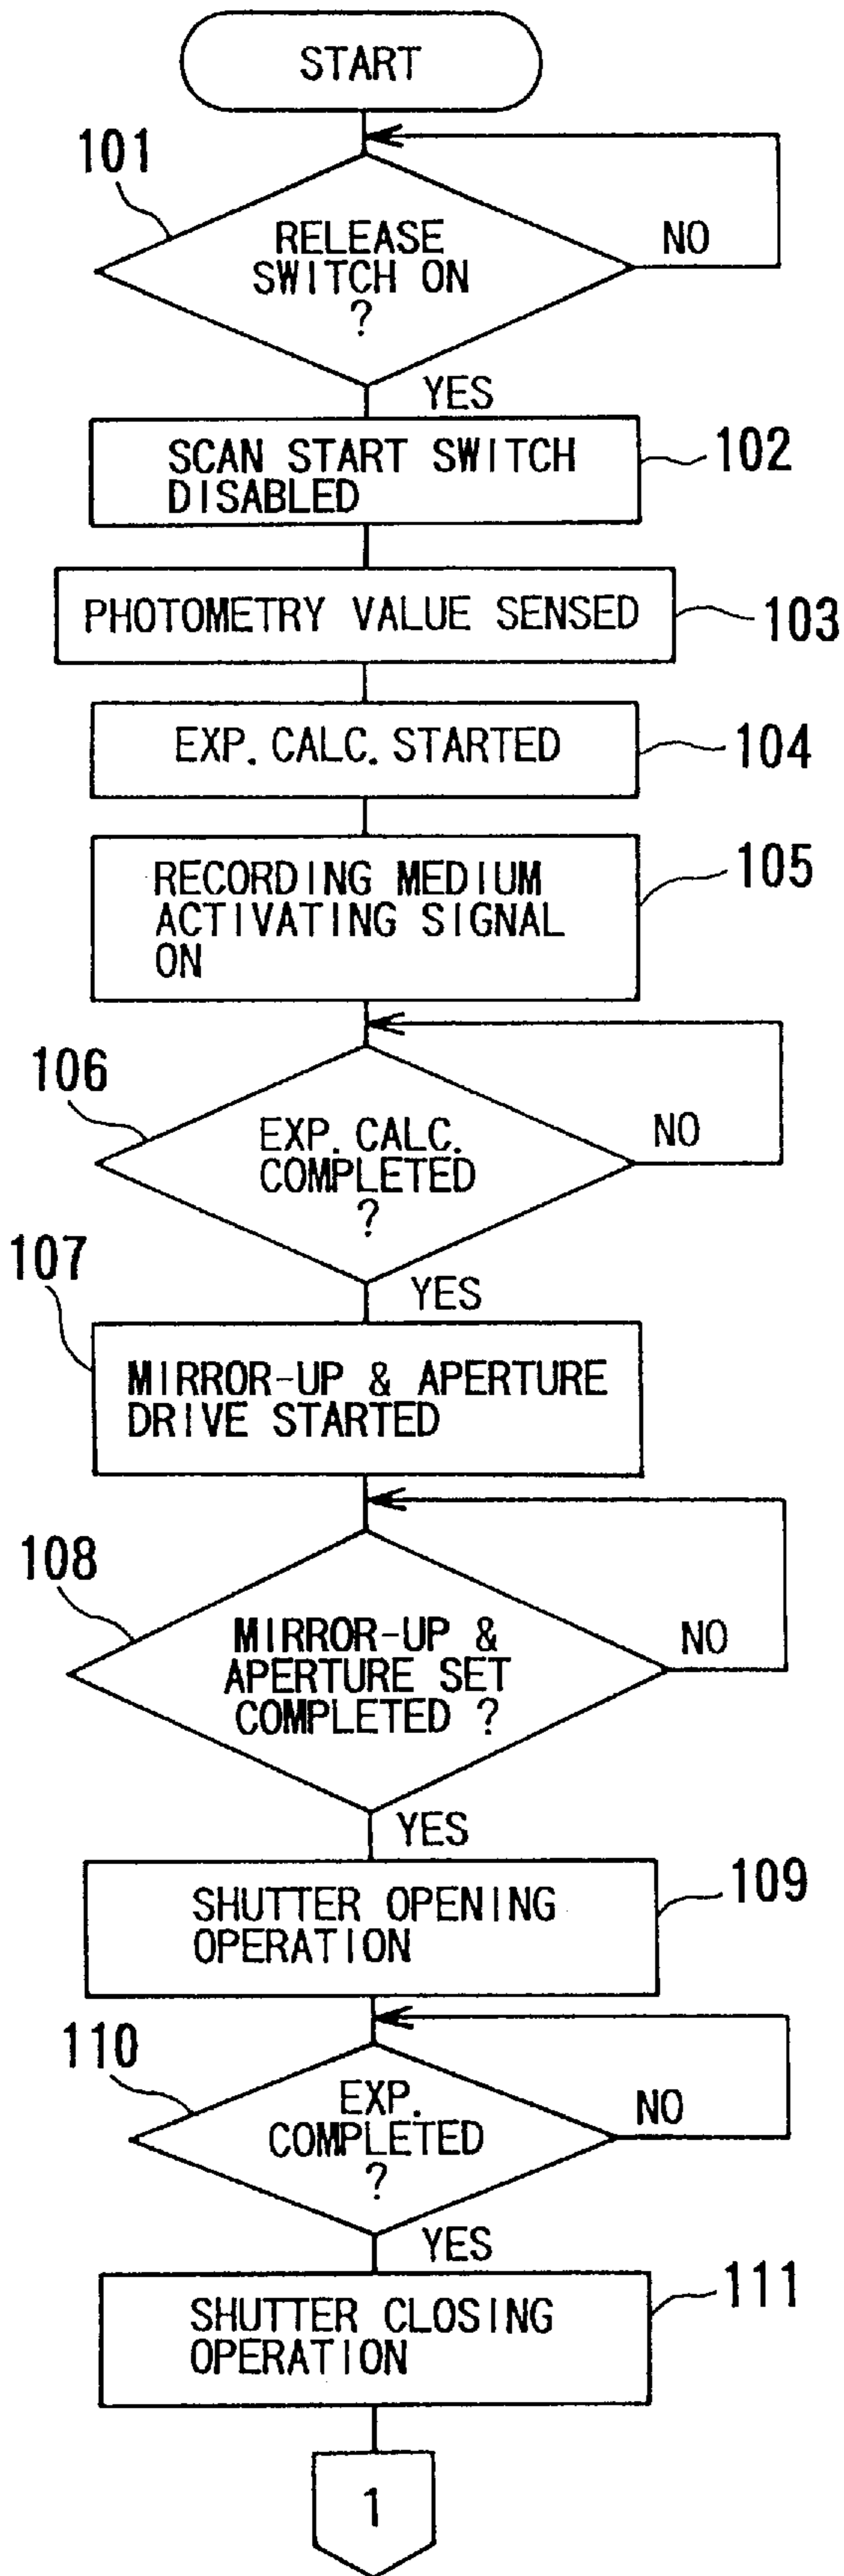 START
101
RELEASE
SWITCH ON
?
NO
YES
SCAN START SWITCH
DISABLED
102
PHOTOMETRY VALUE SENSED
103
EXP. CALC. STARTED
104
RECORDING MEDIUM
ACTIVATING SIGNAL
ON
105
106
EXP. CALC.
COMPLETED
?
NO
YES
107
MIRROR-UP & APERTURE
DRIVE STARTED
108
MIRROR-UP &
APERTURE SET
COMPLETED ?
NO
YES
SHUTTER OPENING
OPERATION
109
110
EXP.
COMPLETED
?
NO
YES
SHUTTER CLOSING
OPERATION
111
1